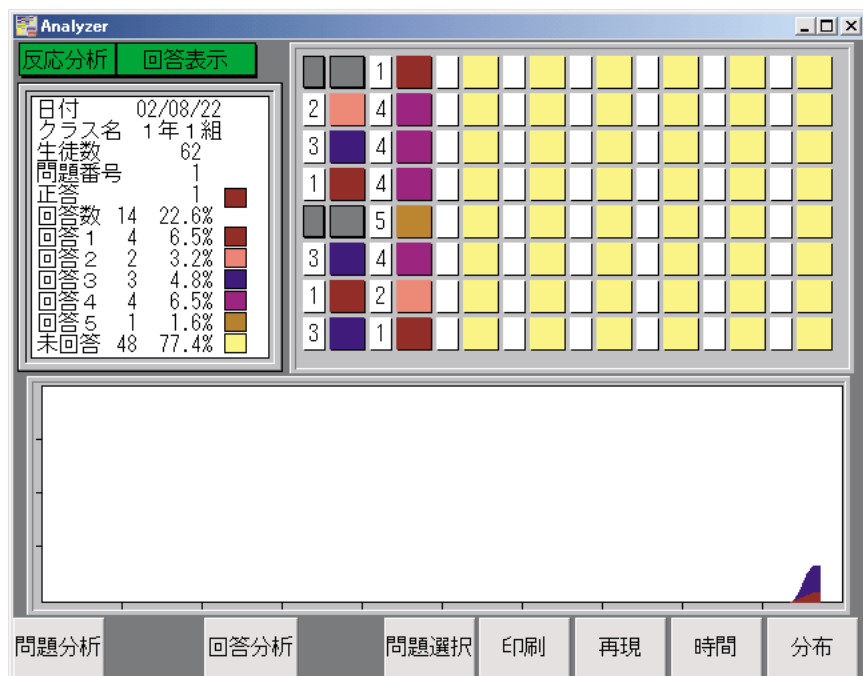 Analyzer
反応分析 回答表示
日付 02/08/22
クラス名 1年1組
生徒数 62
問題番号 1
正答 1
回答数 14 22.6%
回答1 4 6.5%
回答2 2 3.2%
回答3 3 4.8%
回答4 4 6.5%
回答5 1 1.6%
未回答 48 77.4%
1
2 4
3 4
1 4
5
3 4
1 2
3 1
問題分析 回答分析 問題選択 印刷 再現 時間 分布